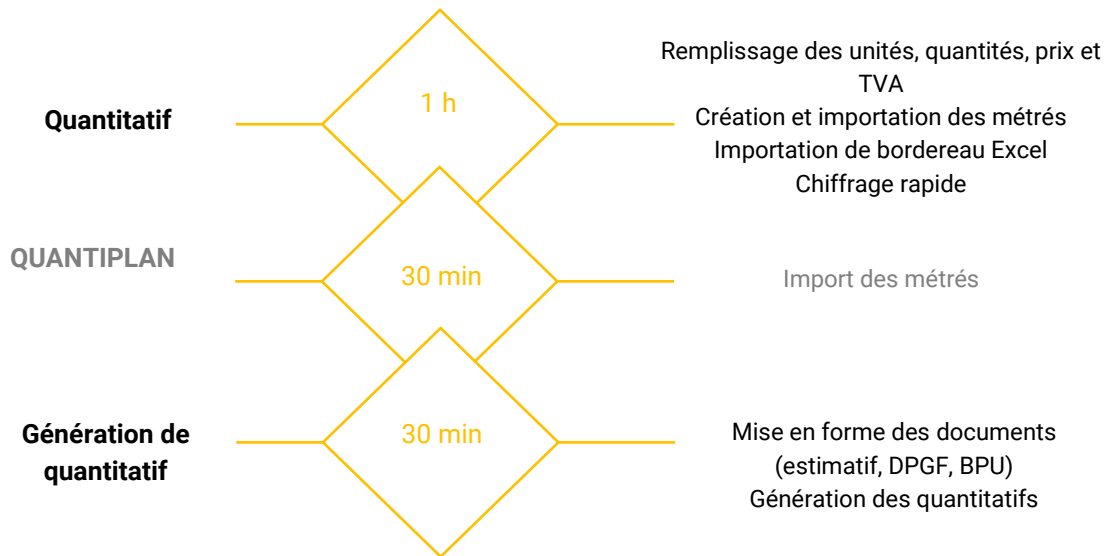 Quantitatif
1 h
Remplissage des unités, quantités, prix et
TVA
Création et importation des métrés
Importation de bordereau Excel
Chiffrage rapide
QUANTIPLAN
30 min
Import des métrés
Génération de
quantitatif
30 min
Mise en forme des documents
(estimatif, DPGF, BPU)
Génération des quantitatifs